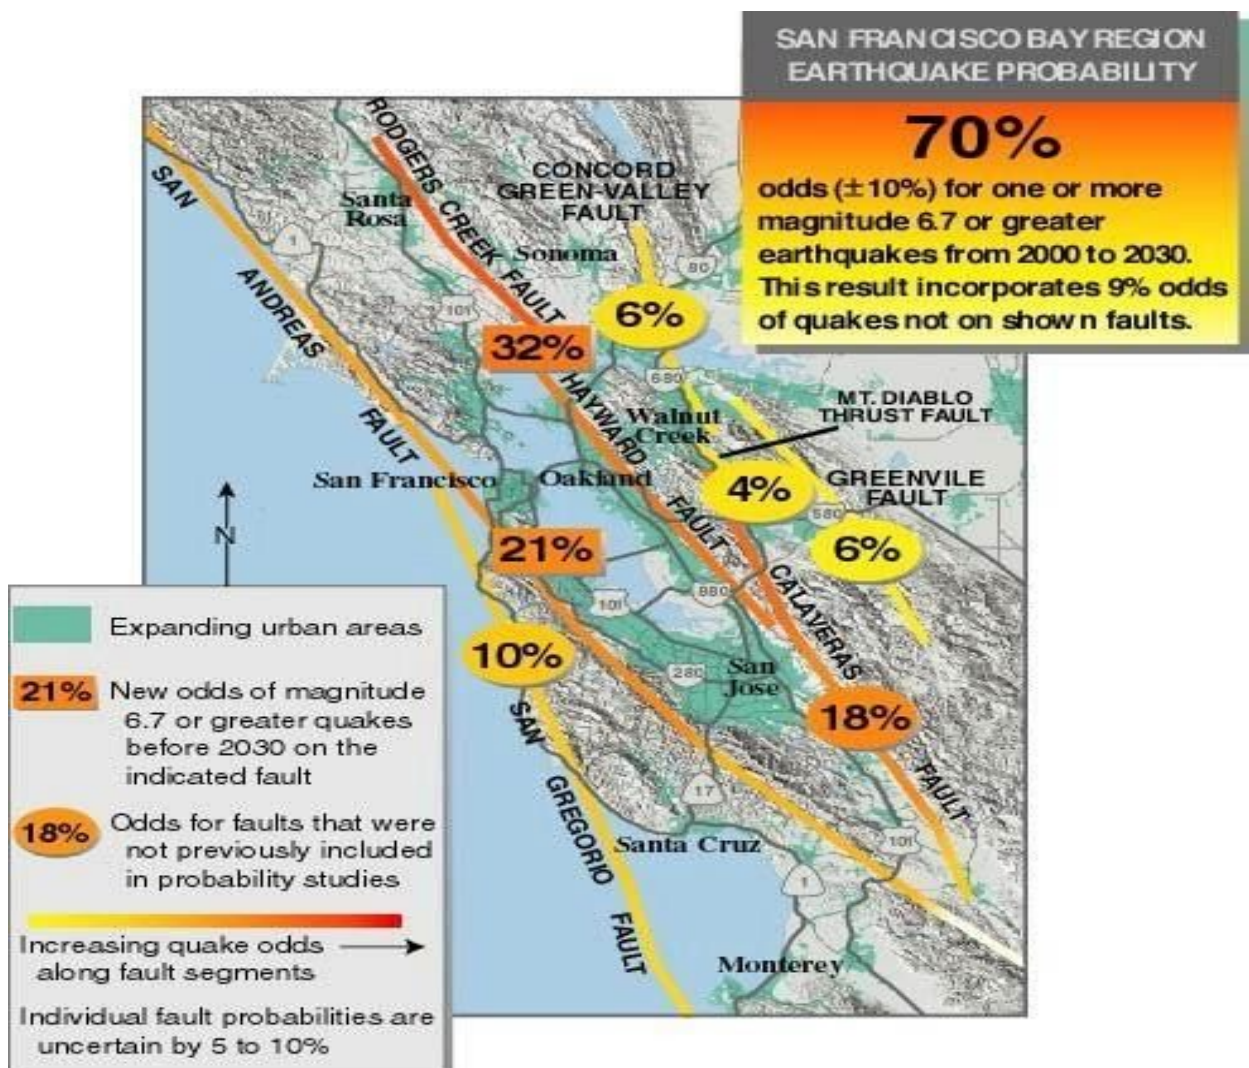 SAN FRANCISCO BAY REGION
EARTHQUAKE PROBABILITY
70%
odds (±10%) for one or more
magnitude 6.7 or greater
earthquakes from 2000 to 2030.
This result incorporates 9% odds
of quakes not on shown faults.
RODGERS CREEK FAULT
CONCORD
GREEN-VALLEY
FAULT
SAN ANDREAS FAULT
Santa
Rosa
Sonoma
1
80
101
6%
32%
HAYWARD FAULT
680
MT. DIABLO
THRUST FAULT
Walnut
Creek
San Francisco
Oakland
4%
GREENVILE
FAULT
580
N
21%
6%
CALAVERAS FAULT
101
880
10%
280
San
Jose
18%
SAN GREGORIO FAULT
17
Santa Cruz
101
1
Monterey
Expanding urban areas
21%
New odds of magnitude
6.7 or greater quakes
before 2030 on the
indicated fault
18%
Odds for faults that were
not previously included
in probability studies
Increasing quake odds
along fault segments
Individual fault probabilities are
uncertain by 5 to 10%